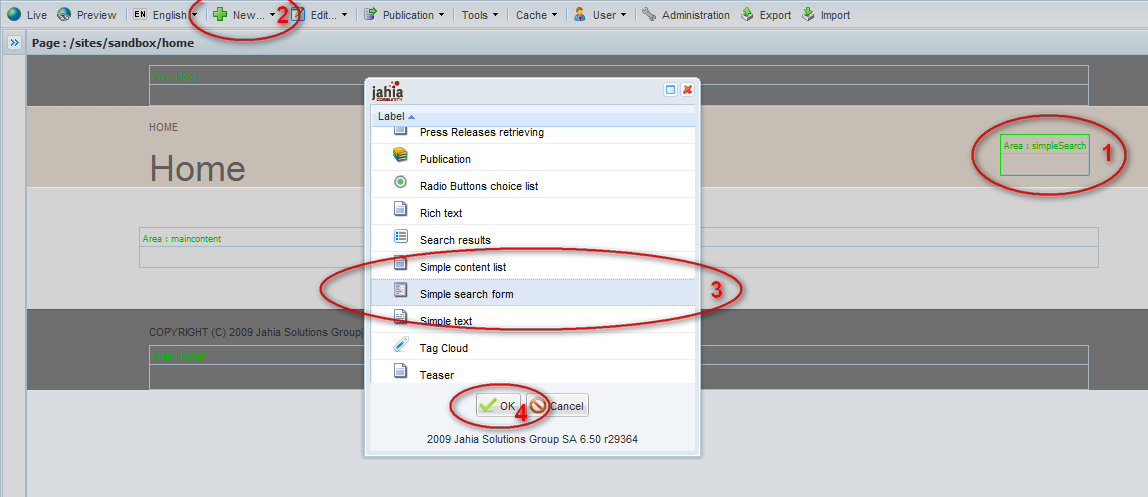 Live Preview EN English New... 2 Edit... Publication Tools Cache User Administration Export Import
Page : /sites/sandbox/home
HOME
Home
Area : simpleSearch 1
Area : maincontent
COPYRIGHT (C) 2009 Jahia Solutions Group
Area : footer
jahia
COMMUNITY
Label
Press Releases retrieving
Publication
Radio Buttons choice list
Rich text
Search results
Simple content list
Simple search form 3
Simple text
Tag Cloud
Teaser
OK 4 Cancel
2009 Jahia Solutions Group SA 6.50 r29364